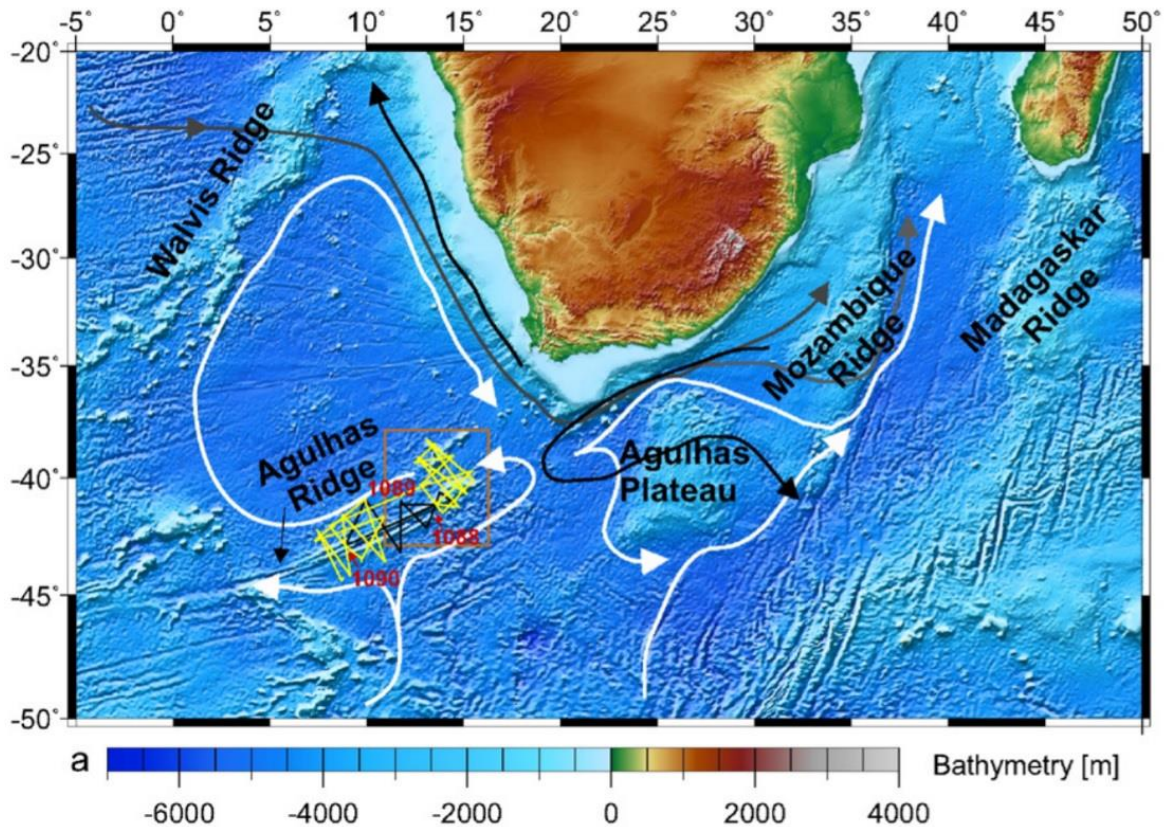 -5° 0° 5° 10° 15° 20° 25° 30° 35° 40° 45° 50°
-20°
-25°
-30°
-35°
-40°
-45°
-50°
Walvis Ridge
Madagaskar
Ridge
Mozambique
Ridge
Agulhas
Ridge
Agulhas
Plateau
1089
1088
1090
a
Bathymetry [m]
-6000 -4000 -2000 0 2000 4000